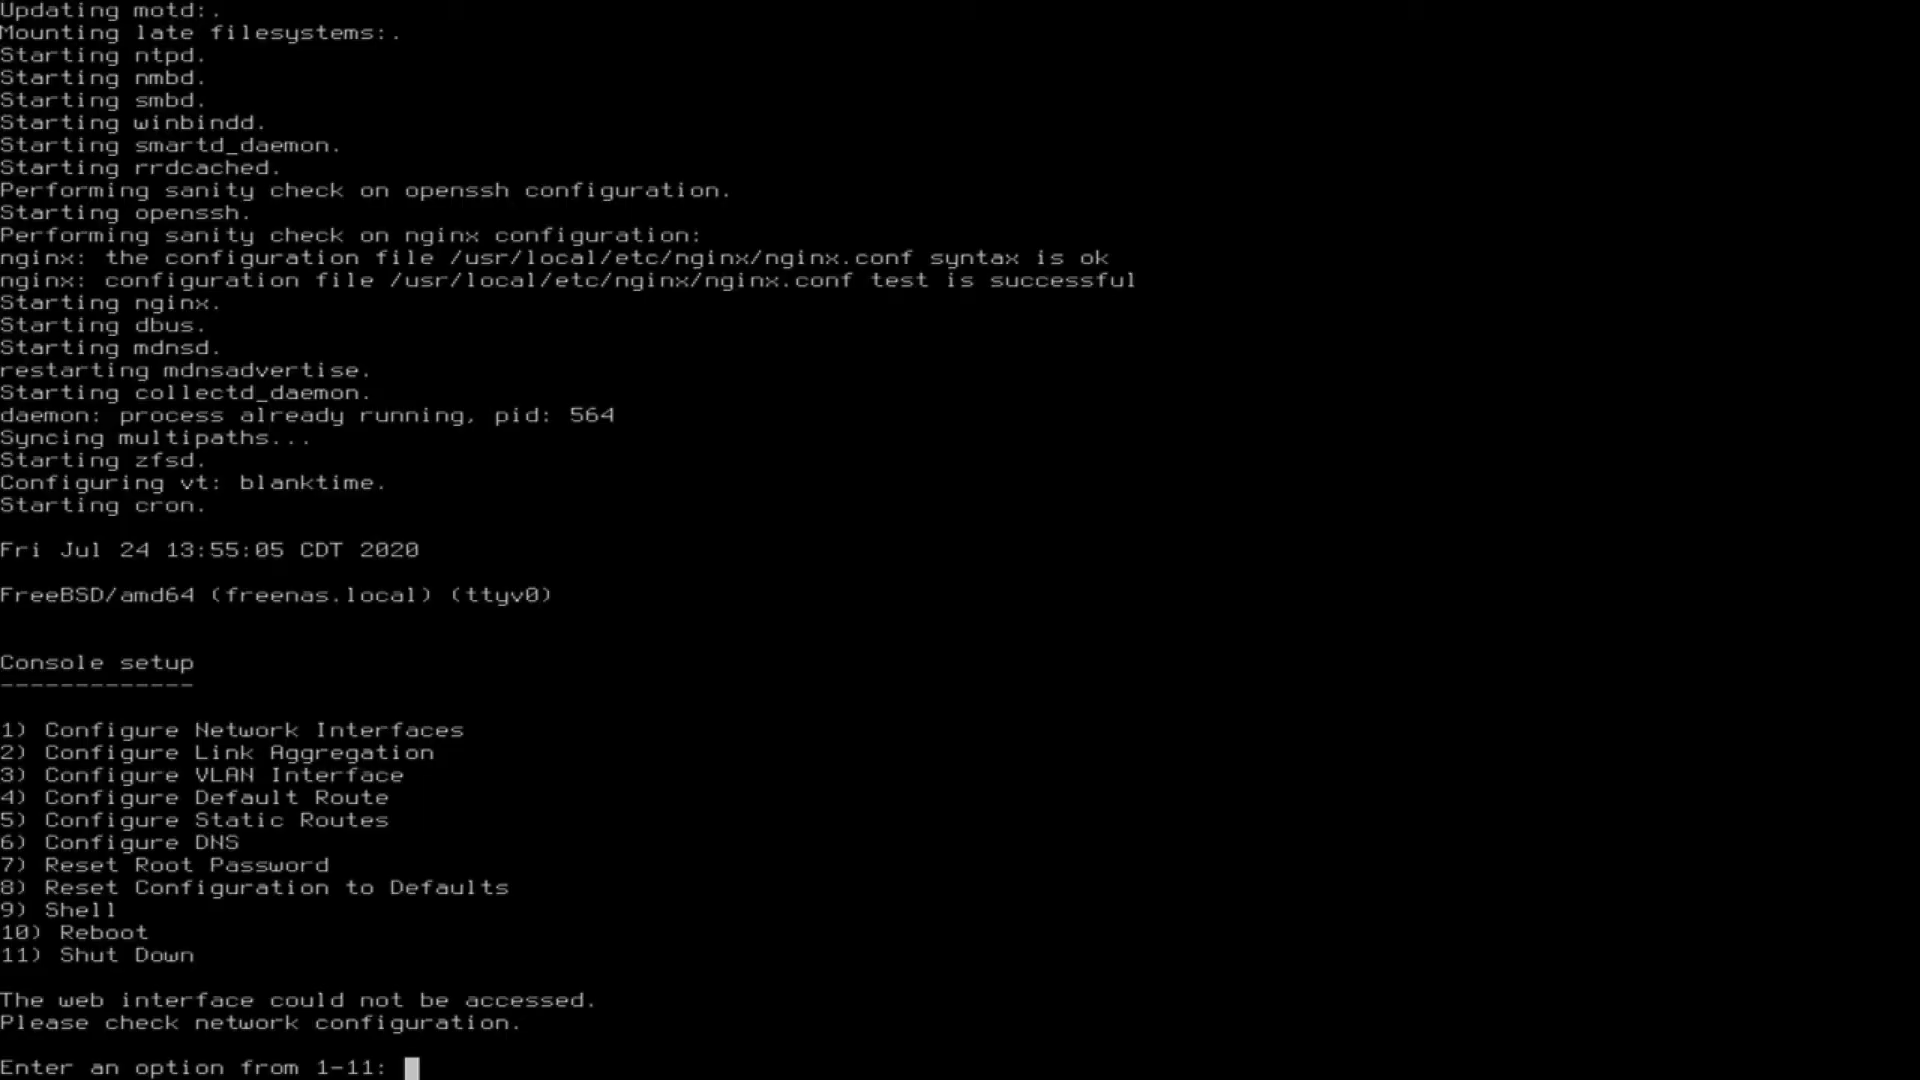 Updating motd:.
Mounting late filesystems:.
Starting ntpd.
Starting nmbd.
Starting smbd.
Starting winbindd.
Starting smartd_daemon.
Starting rrdcached.
Performing sanity check on openssh configuration.
Starting openssh.
Performing sanity check on nginx configuration:
nginx: the configuration file /usr/local/etc/nginx/nginx.conf syntax is ok
nginx: configuration file /usr/local/etc/nginx/nginx.conf test is successful
Starting nginx.
Starting dbus.
Starting mdnsd.
restarting mdnsadvertise.
Starting collectd_daemon.
daemon: process already running, pid: 564
Syncing multipaths...
Starting zfsd.
Configuring vt: blanktime.
Starting cron.
Fri Jul 24 13:55:05 CDT 2020
FreeBSD/amd64 (freenas.local) (ttyv0)
Console setup
-------------
1) Configure Network Interfaces
2) Configure Link Aggregation
3) Configure VLAN Interface
4) Configure Default Route
5) Configure Static Routes
6) Configure DNS
7) Reset Root Password
8) Reset Configuration to Defaults
9) Shell
10) Reboot
11) Shut Down
The web interface could not be accessed.
Please check network configuration.
Enter an option from 1-11: